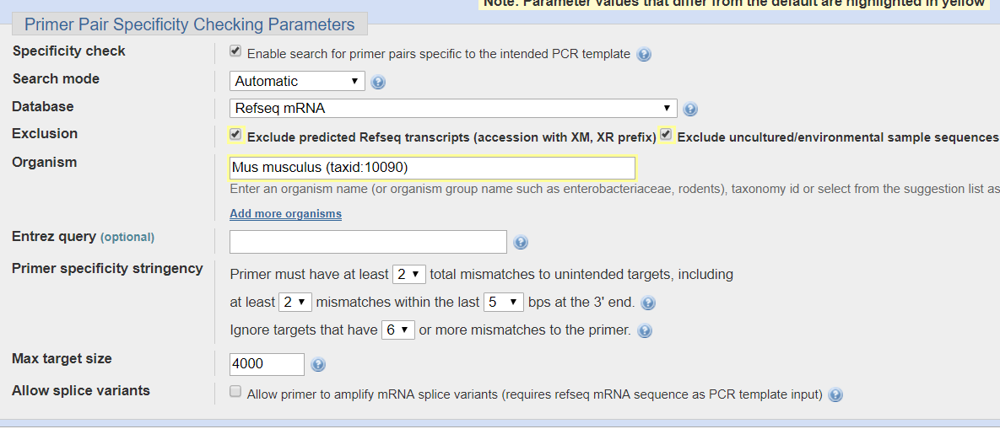 Note: Parameter values that differ from the default are highlighted in yellow
Primer Pair Specificity Checking Parameters
Specificity check
Enable search for primer pairs specific to the intended PCR template
Search mode
Automatic
Database
Refseq mRNA
Exclusion
Exclude predicted Refseq transcripts (accession with XM, XR prefix) Exclude uncultured/environmental sample sequences
Organism
Mus musculus (taxid:10090)
Enter an organism name (or organism group name such as enterobacteriaceae, rodents), taxonomy id or select from the suggestion list as
Add more organisms
Entrez query (optional)
Primer specificity stringency
Primer must have at least 2 total mismatches to unintended targets, including
at least 2 mismatches within the last 5 bps at the 3' end.
Ignore targets that have 6 or more mismatches to the primer.
Max target size
4000
Allow splice variants
Allow primer to amplify mRNA splice variants (requires refseq mRNA sequence as PCR template input)